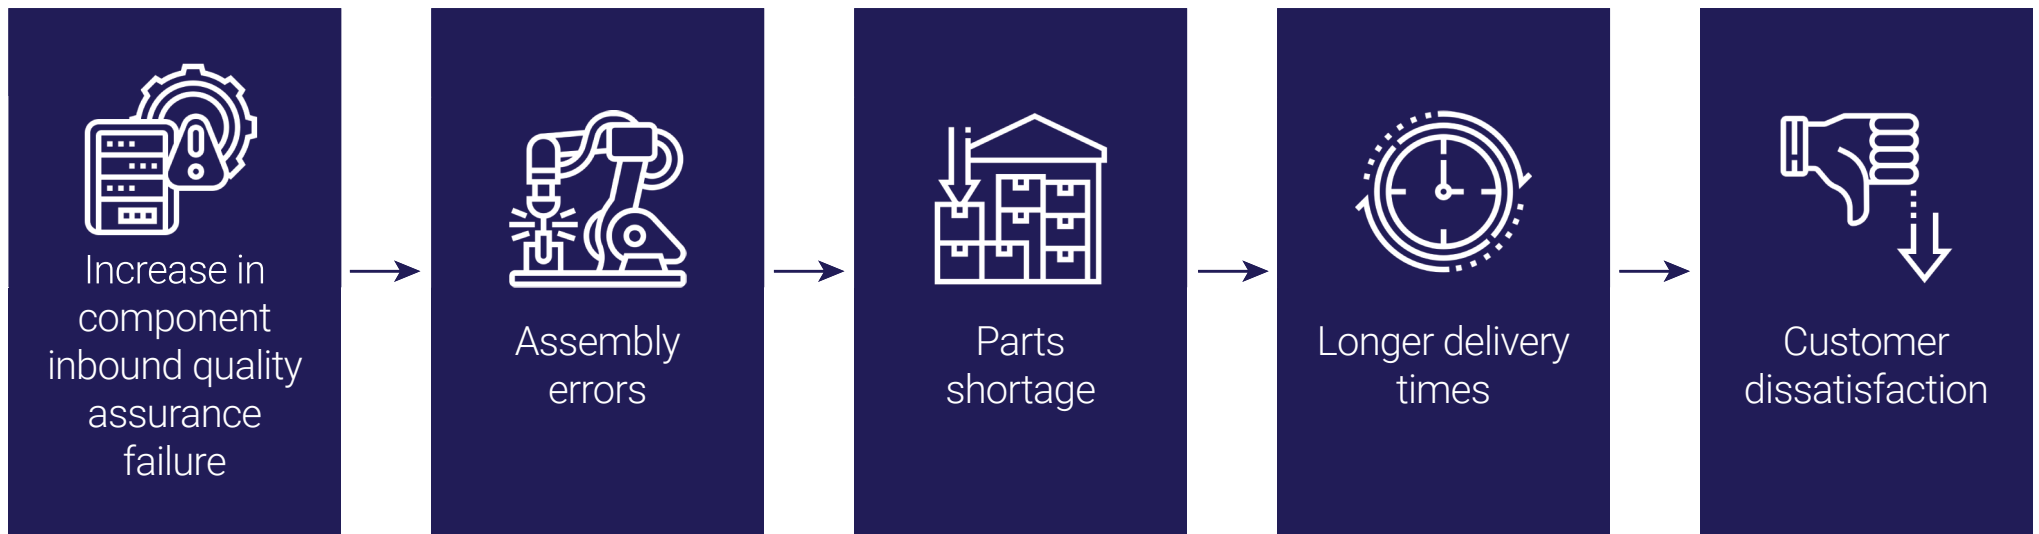 Increase in
component
inbound quality
assurance
failure
Assembly
errors
Parts
shortage
Longer delivery
times
Customer
dissatisfaction